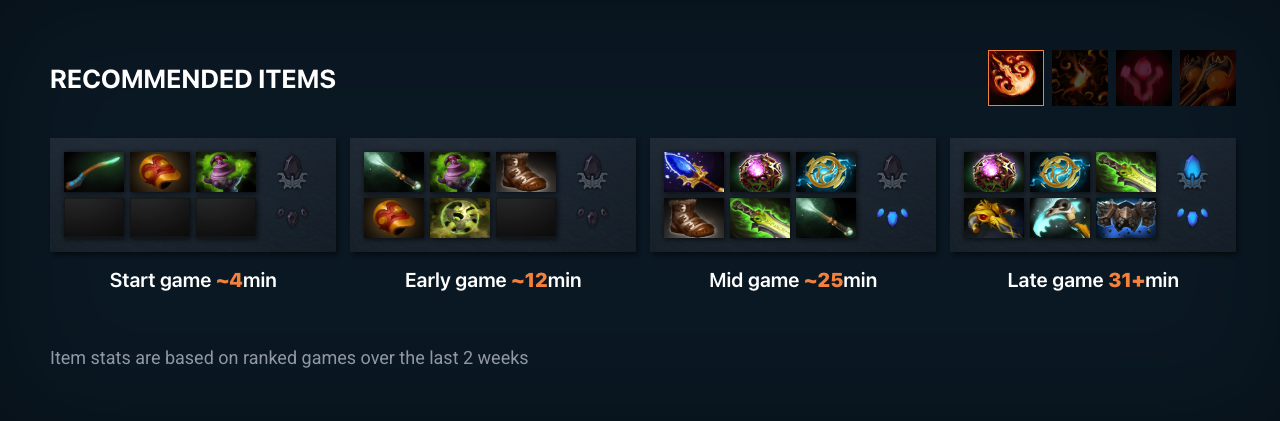 RECOMMENDED ITEMS
Start game ~4min
Early game ~12min
Mid game ~25min
Late game 31+min
Item stats are based on ranked games over the last 2 weeks